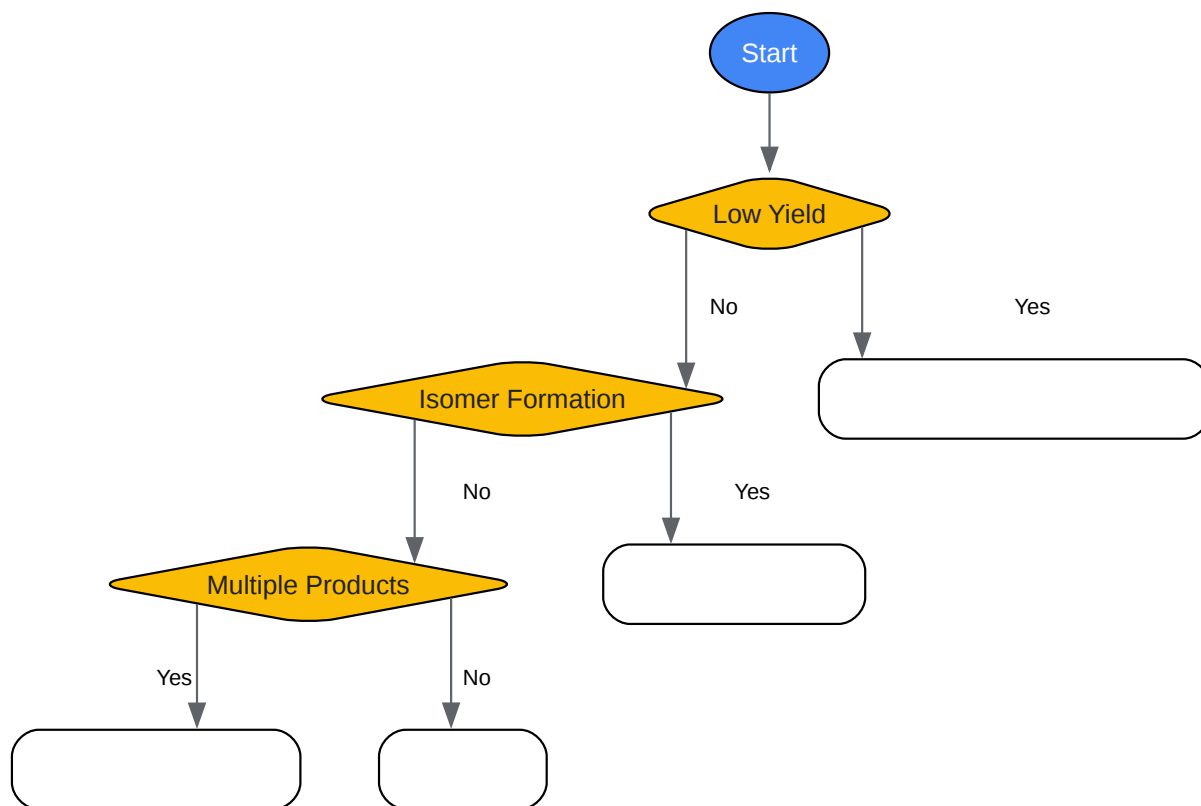 Start
Low Yield
No
Yes
Isomer Formation
No
Yes
Multiple Products
Yes
No